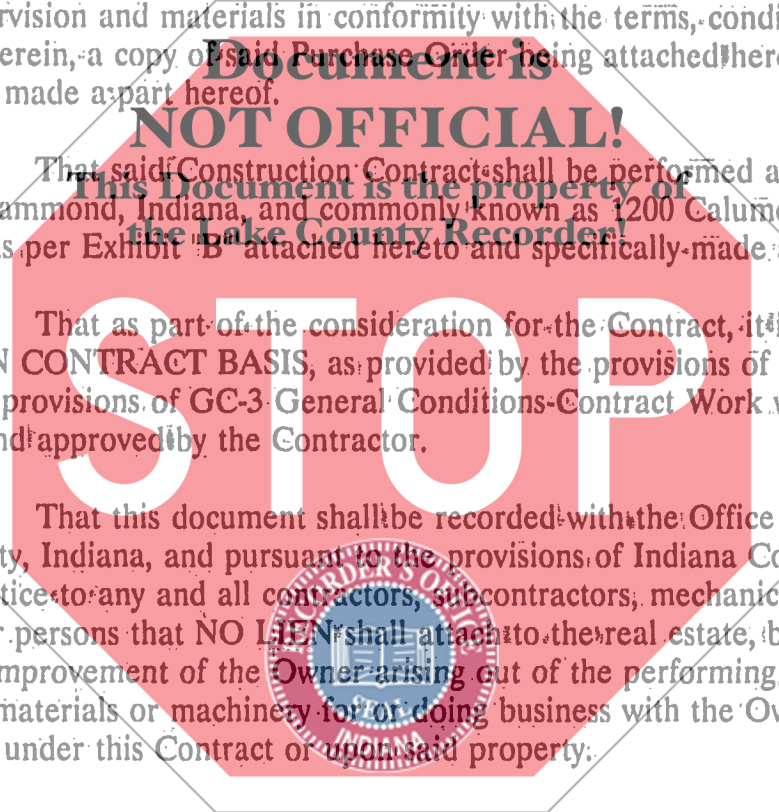 rvision and materials in conformity with the terms, condi
erein, a copy of said Purchase Order being attached here
Document is
made a part hereof.
NOT OFFICIAL!
That said Construction Contract shall be performed a
This Document is the property of
ammond, Indiana, and commonly known as 1200 Calum
the Lake County Recorder!
s per Exhibit "B" attached hereto and specifically made
STOP
That as part of the consideration for the Contract, it i
N CONTRACT BASIS, as provided by the provisions of
provisions of GC-3 General Conditions-Contract Work
nd approved by the Contractor.
That this document shall be recorded with the Office
ty, Indiana, and pursuant to the provisions of Indiana Co
tice to any and all contractors, subcontractors, mechanic
r persons that NO LIEN shall attach to the real estate, b
mprovement of the Owner arising out of the performing,
materials or machinery for or doing business with the Ow
under this Contract or upon said property.
RECORDER'S OFFICE
SEAL
INDIANA